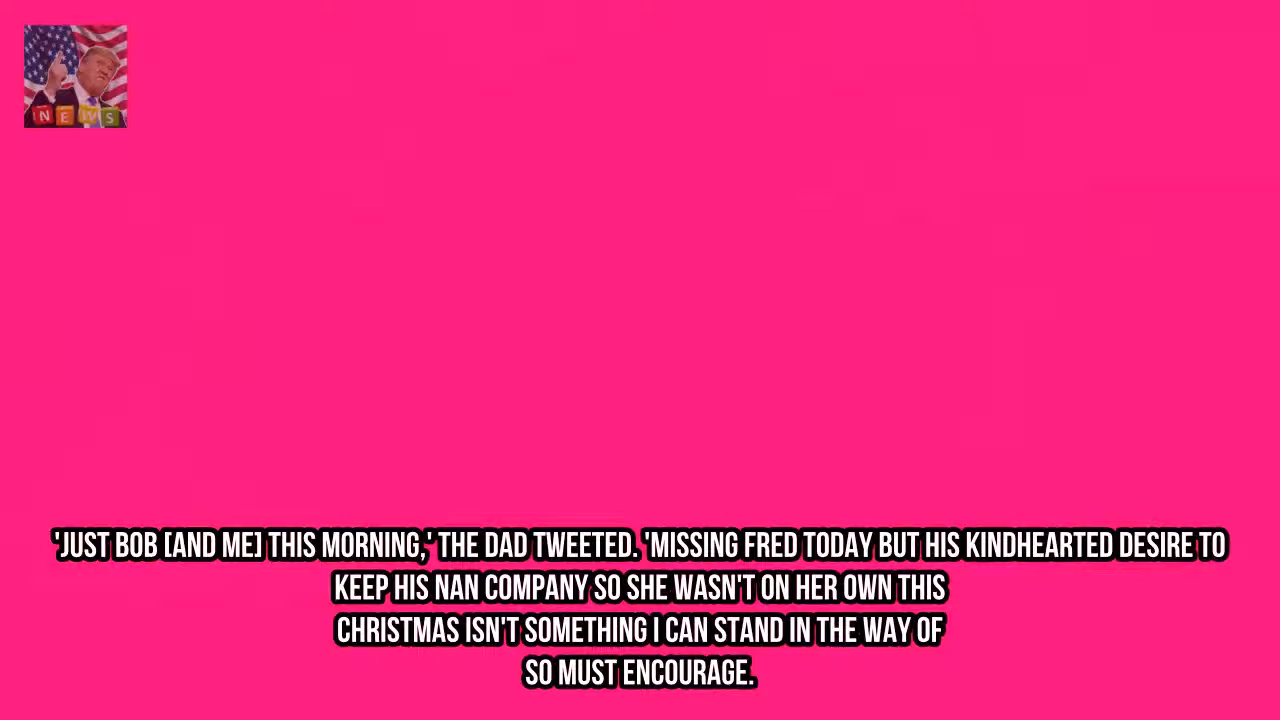 NEWS
'JUST BOB [AND ME] THIS MORNING,' THE DAD TWEETED. 'MISSING FRED TODAY BUT HIS KINDHEARTED DESIRE TO
KEEP HIS NAN COMPANY SO SHE WASN'T ON HER OWN THIS
CHRISTMAS ISN'T SOMETHING I CAN STAND IN THE WAY OF
SO MUST ENCOURAGE.